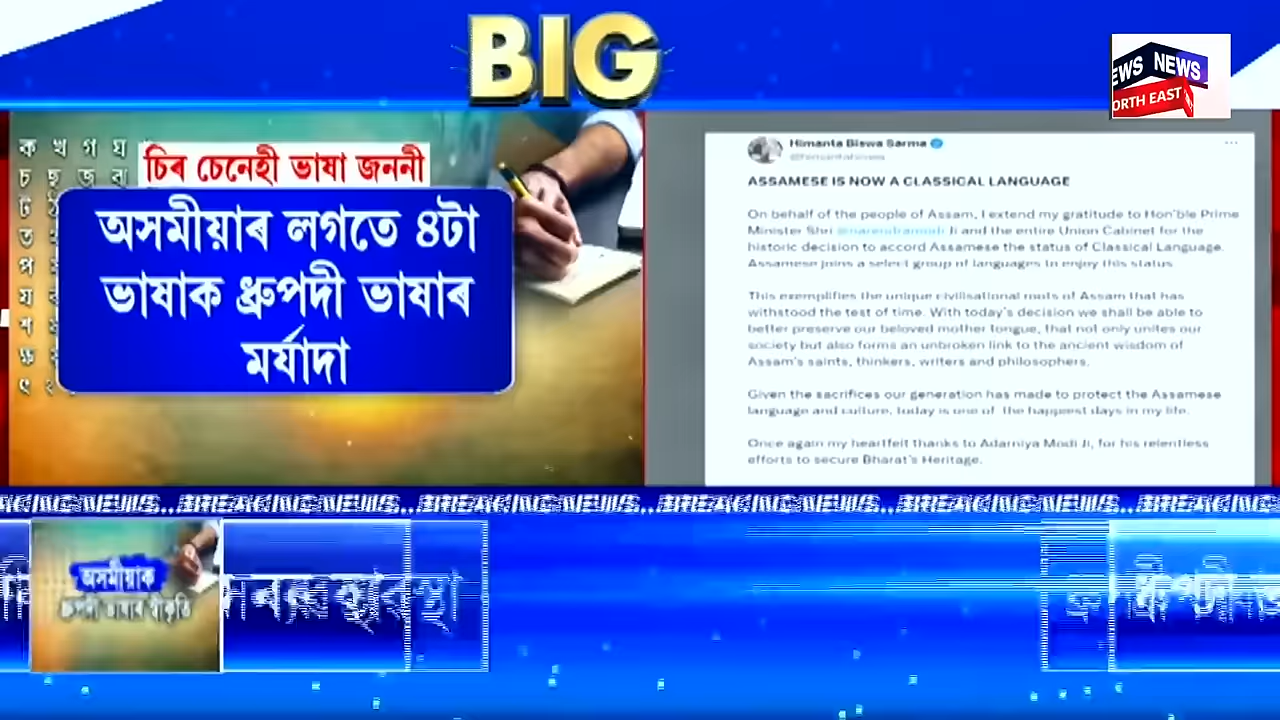 BIG
EWS NEWS
ORTH EAST
ক খ গ ঘ
চিৰ চেনেহী ভাষা জননী
অসমীয়াৰ লগতে ৪টা
ভাষাক ধ্ৰুপদী ভাষাৰ
মৰ্যাদা
Himanta Biswa Sarma
ASSAMESE IS NOW A CLASSICAL LANGUAGE
On behalf of the people of Assam, I extend my gratitude to Hon'ble Prime
Minister Shri @narendramodi Ji and the entire Union Cabinet for the
historic decision to accord Assamese the status of Classical Language.
Assamese joins a select group of languages to enjoy this status
This exemplifies the unique civilisational roots of Assam that has
withstood the test of time. With today's decision we shall be able to
better preserve our beloved mother tongue, that not only unites our
society but also forms an unbroken link to the ancient wisdom of
Assam's saints, thinkers, writers and philosophers.
Given the sacrifices our generation has made to protect the Assamese
language and culture, today is one of the happiest days in my life.
Once again my heartfelt thanks to Adarniya Modi Ji, for his relentless
efforts to secure Bharat's Heritage.
BREAKING NEWS..BREAKING NEWS..BREAKING NEWS..BREAKING NEWS..BREAKING NEWS..BREAKING
অসমীয়াক
ধ্ৰুপদী ভাষাৰ স্বীকৃতি